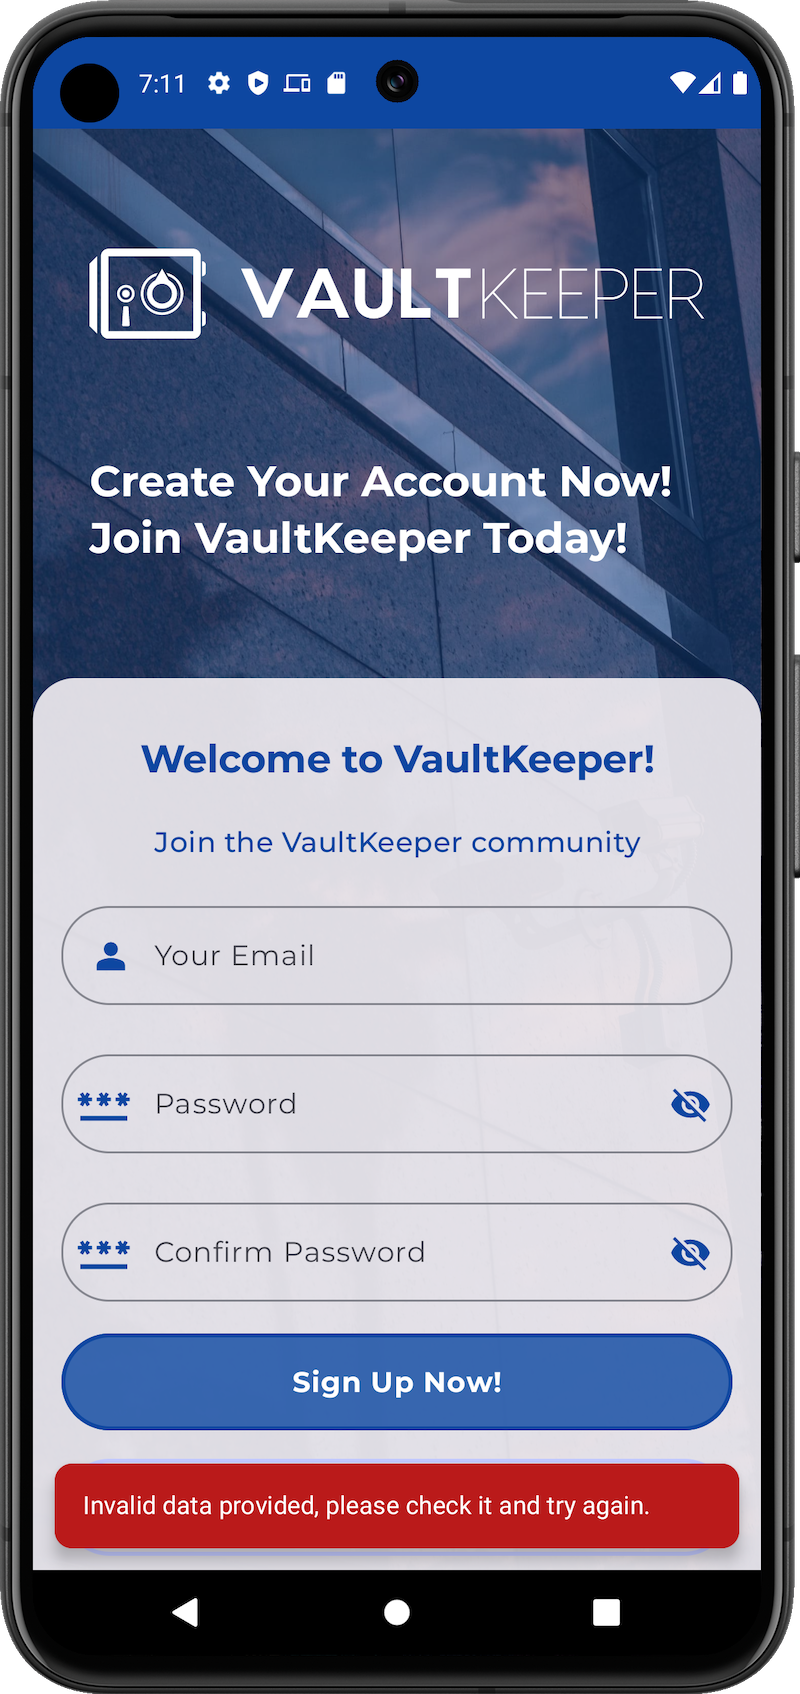 7:11
VAULTKEEPER
Create Your Account Now!
Join VaultKeeper Today!
Welcome to VaultKeeper!
Join the VaultKeeper community
Your Email
*** Password
*** Confirm Password
Sign Up Now!
Invalid data provided, please check it and try again.